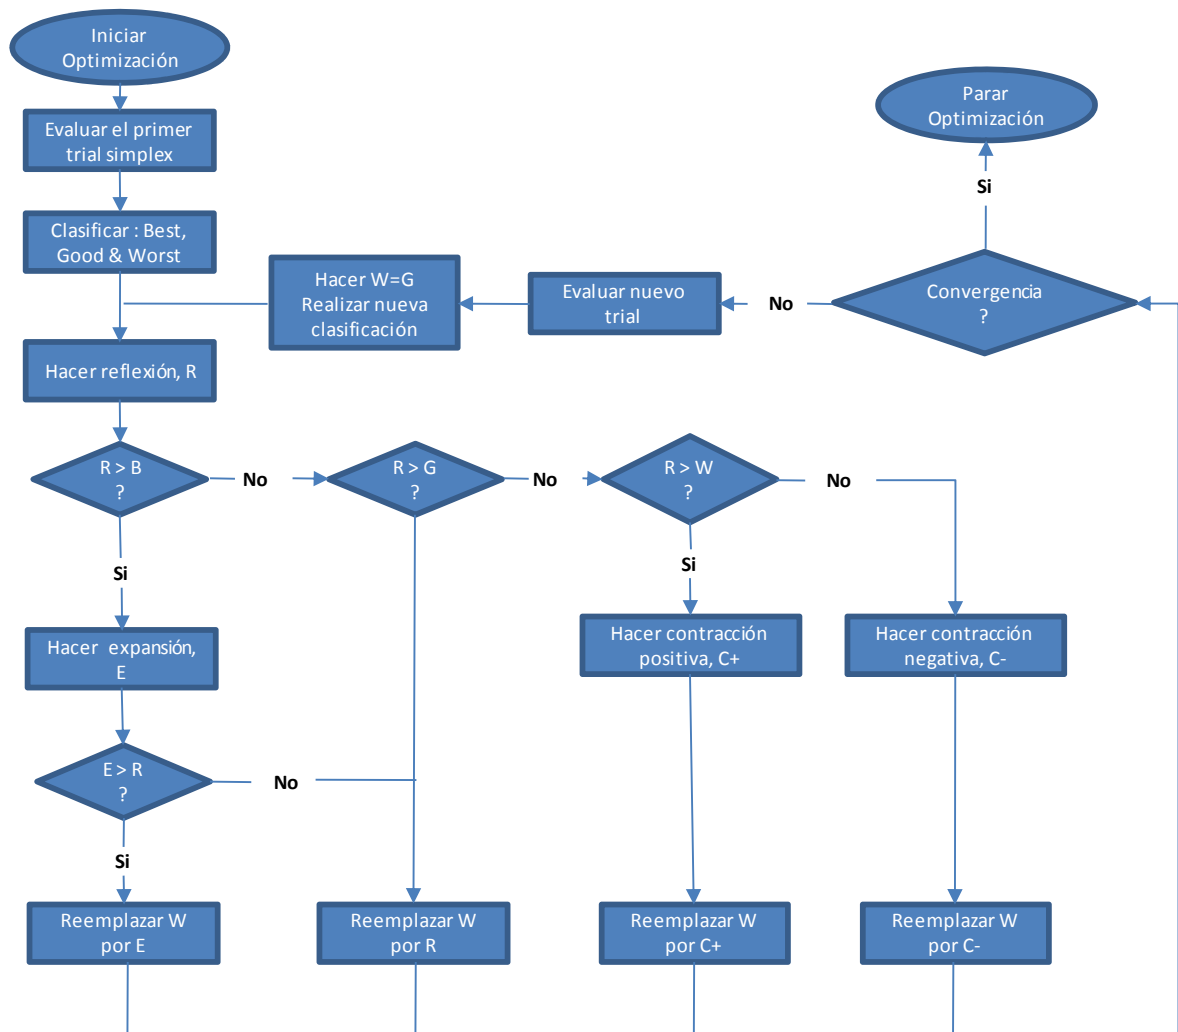 Iniciar
Optimización
Parar
Optimización
Evaluar el primer
trial simplex
Si
Clasificar : Best,
Good & Worst
Hacer W=G
Realizar nueva
clasificación
Evaluar nuevo
trial
No
Convergencia
?
Hacer reflexión, R
R > B
?
No
R > G
?
No
R > W
?
No
Si
Si
Hacer expansión,
E
Hacer contracción
positiva, C+
Hacer contracción
negativa, C-
E > R
?
No
Si
Reemplazar W
por E
Reemplazar W
por R
Reemplazar W
por C+
Reemplazar W
por C-